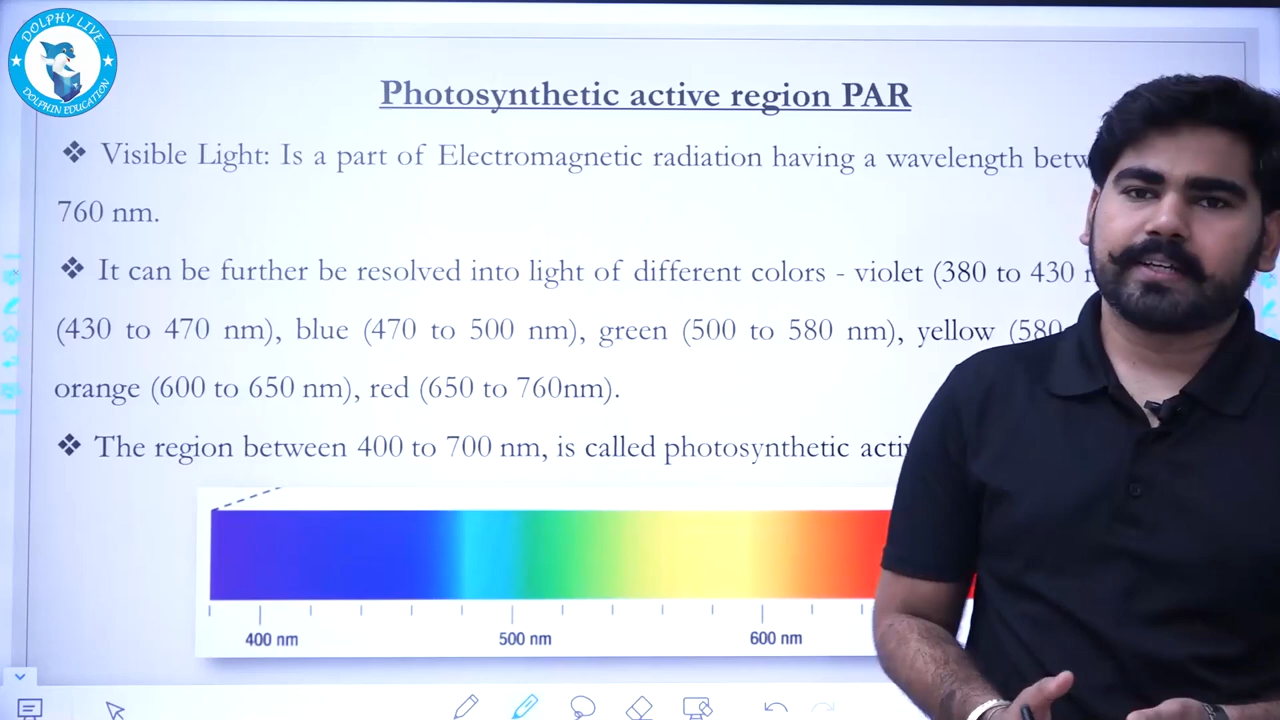 DOLPHY LIVE
DOLPHIN EDUCATION
Photosynthetic active region PAR
❖ Visible Light: Is a part of Electromagnetic radiation having a wavelength
760 nm.
❖ It can be further be resolved into light of different colors - violet (380 to 430
(430 to 470 nm), blue (470 to 500 nm), green (500 to 580 nm), yellow (580
orange (600 to 650 nm), red (650 to 760nm).
❖ The region between 400 to 700 nm, is called photosynthetic
400 nm 500 nm 600 nm